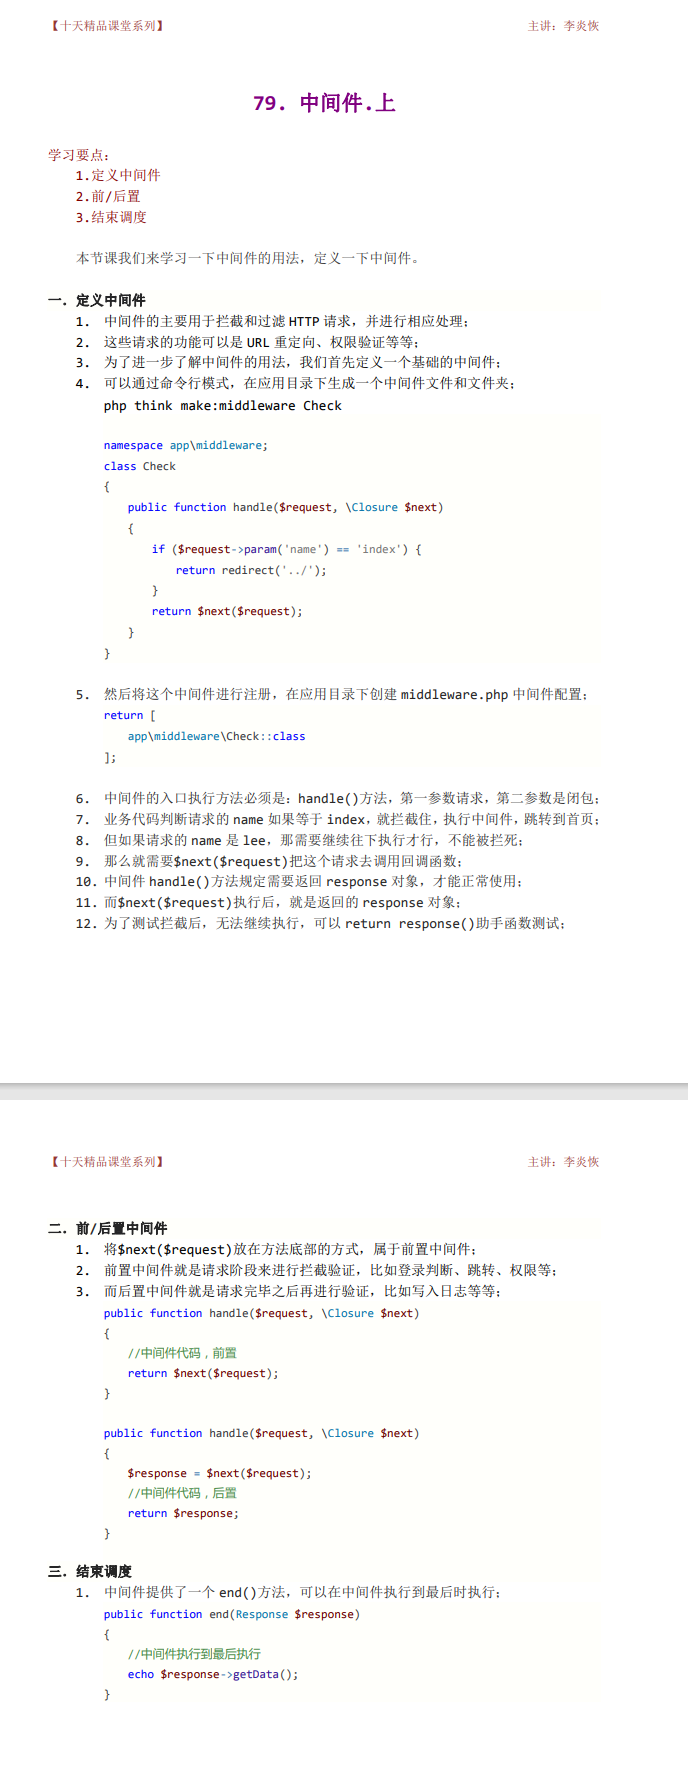 【十天精品课堂系列】 主讲：李炎恢
79. 中间件.上
学习要点：
1.定义中间件
2.前/后置
3.结束调度
本节课我们来学习一下中间件的用法，定义一下中间件。
一．定义中间件
1. 中间件的主要用于拦截和过滤 HTTP 请求，并进行相应处理；
2. 这些请求的功能可以是 URL 重定向、权限验证等等；
3. 为了进一步了解中间件的用法，我们首先定义一个基础的中间件；
4. 可以通过命令行模式，在应用目录下生成一个中间件文件和文件夹；
php think make:middleware Check
namespace app\middleware;
class Check
{
public function handle($request, \Closure $next)
{
if ($request->param('name') == 'index') {
return redirect('../');
}
return $next($request);
}
}
5. 然后将这个中间件进行注册，在应用目录下创建 middleware.php 中间件配置；
return [
app\middleware\Check::class
];
6. 中间件的入口执行方法必须是：handle()方法，第一参数请求，第二参数是闭包；
7. 业务代码判断请求的 name 如果等于 index，就拦截住，执行中间件，跳转到首页；
8. 但如果请求的 name 是 lee，那需要继续往下执行才行，不能被拦死；
9. 那么就需要$next($request)把这个请求去调用回调函数；
10. 中间件 handle()方法规定需要返回 response 对象，才能正常使用；
11. 而$next($request)执行后，就是返回的 response 对象；
12. 为了测试拦截后，无法继续执行，可以 return response()助手函数测试；
【十天精品课堂系列】 主讲：李炎恢
二．前/后置中间件
1. 将$next($request)放在方法底部的方式，属于前置中间件；
2. 前置中间件就是请求阶段来进行拦截验证，比如登录判断、跳转、权限等；
3. 而后置中间件就是请求完毕之后再进行验证，比如写入日志等等；
public function handle($request, \Closure $next)
{
//中间件代码，前置
return $next($request);
}
public function handle($request, \Closure $next)
{
$response = $next($request);
//中间件代码，后置
return $response;
}
三．结束调度
1. 中间件提供了一个 end()方法，可以在中间件执行到最后时执行；
public function end(Response $response)
{
//中间件执行到最后执行
echo $response->getData();
}